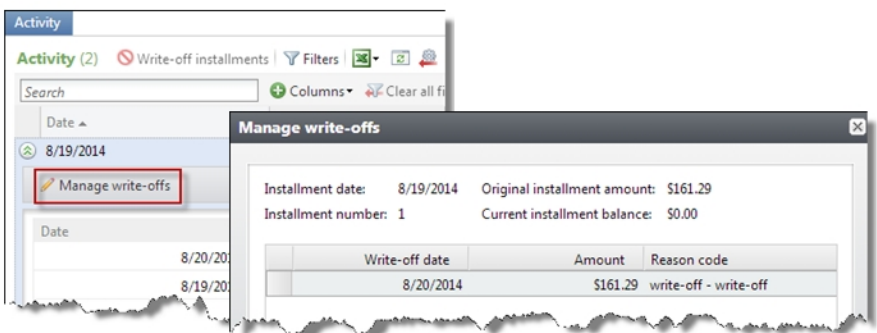 Activity
Activity (2) Write-off installments Filters
Search Columns Clear all fi
Date
8/19/2014
Manage write-offs
Date
8/20/20
8/19/20
Manage write-offs
Installment date: 8/19/2014 Original installment amount: $161.29
Installment number: 1 Current installment balance: $0.00
Write-off date Amount Reason code
8/20/2014 $161.29 write-off - write-off